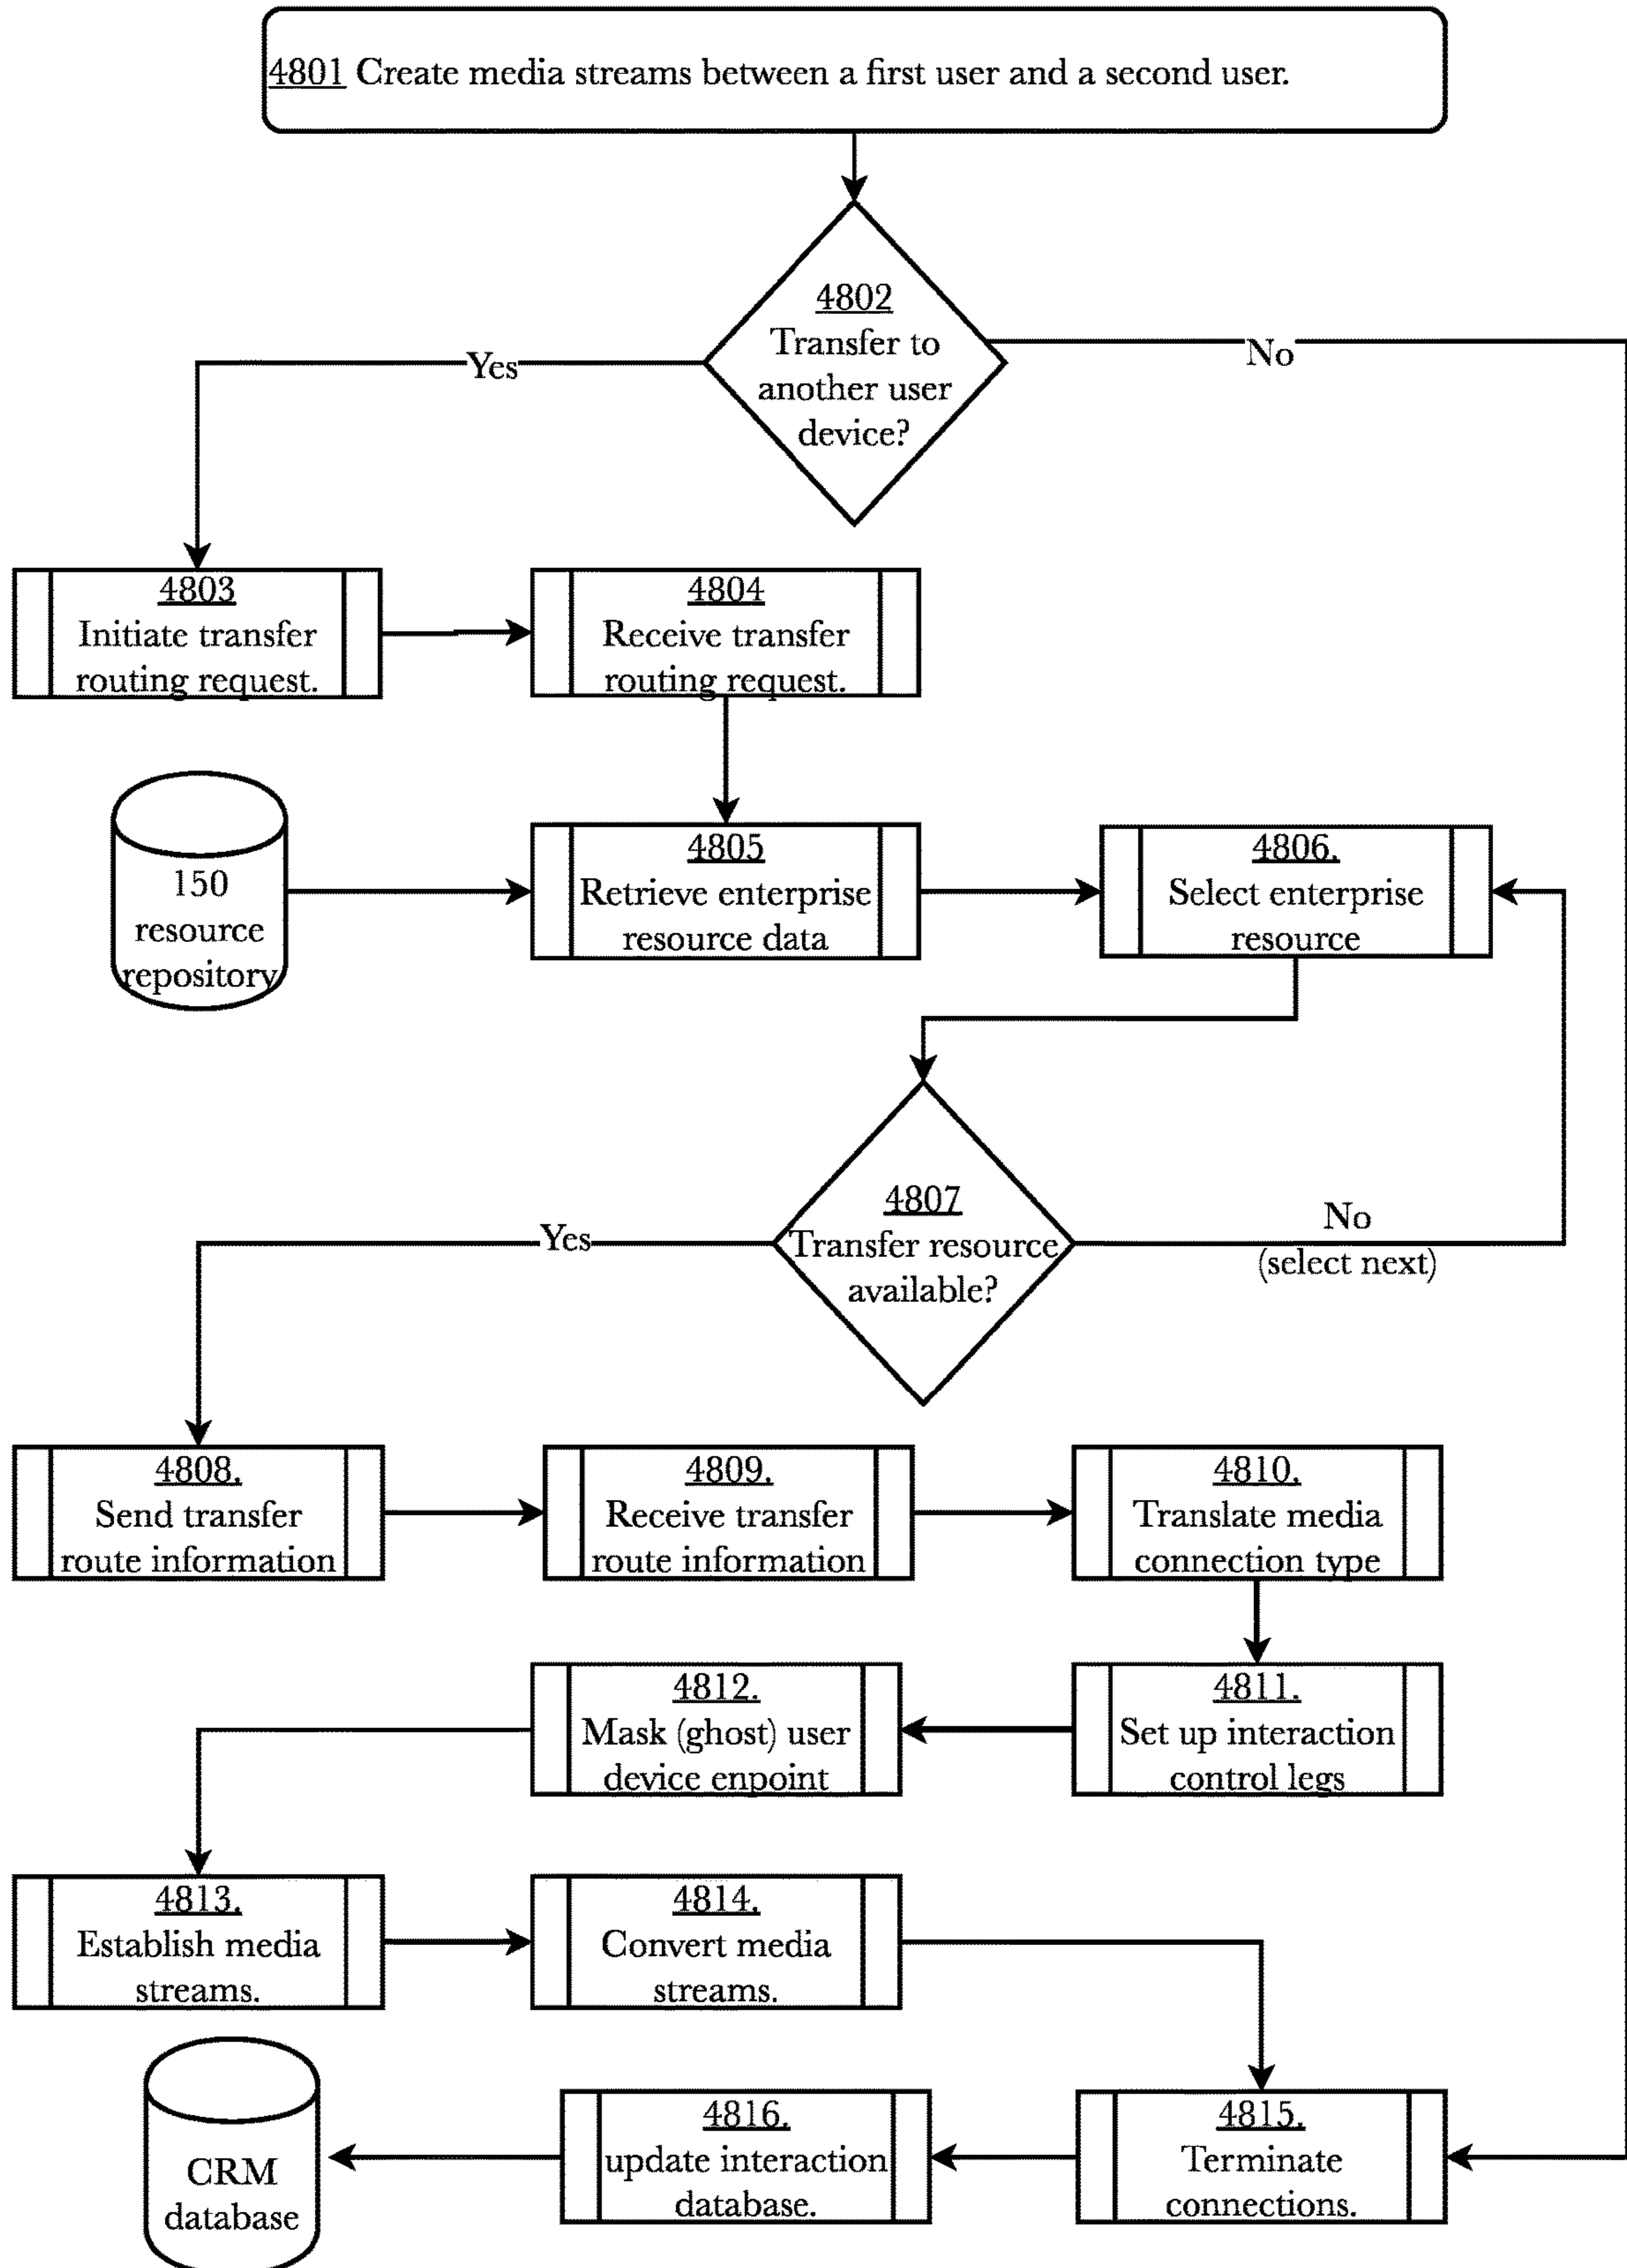 4801 Create media streams between a first user and a second user.
4802
Transfer to
another user
device?
Yes
No
4803
Initiate transfer
routing request.
4804
Receive transfer
routing request.
150
resource
repository
4805
Retrieve enterprise
resource data
4806.
Select enterprise
resource
4807
Transfer resource
available?
Yes
No
(select next)
4808.
Send transfer
route information
4809.
Receive transfer
route information
4810.
Translate media
connection type
4812.
Mask (ghost) user
device enpoint
4811.
Set up interaction
control legs
4813.
Establish media
streams.
4814.
Convert media
streams.
CRM
database
4816.
update interaction
database.
4815.
Terminate
connections.